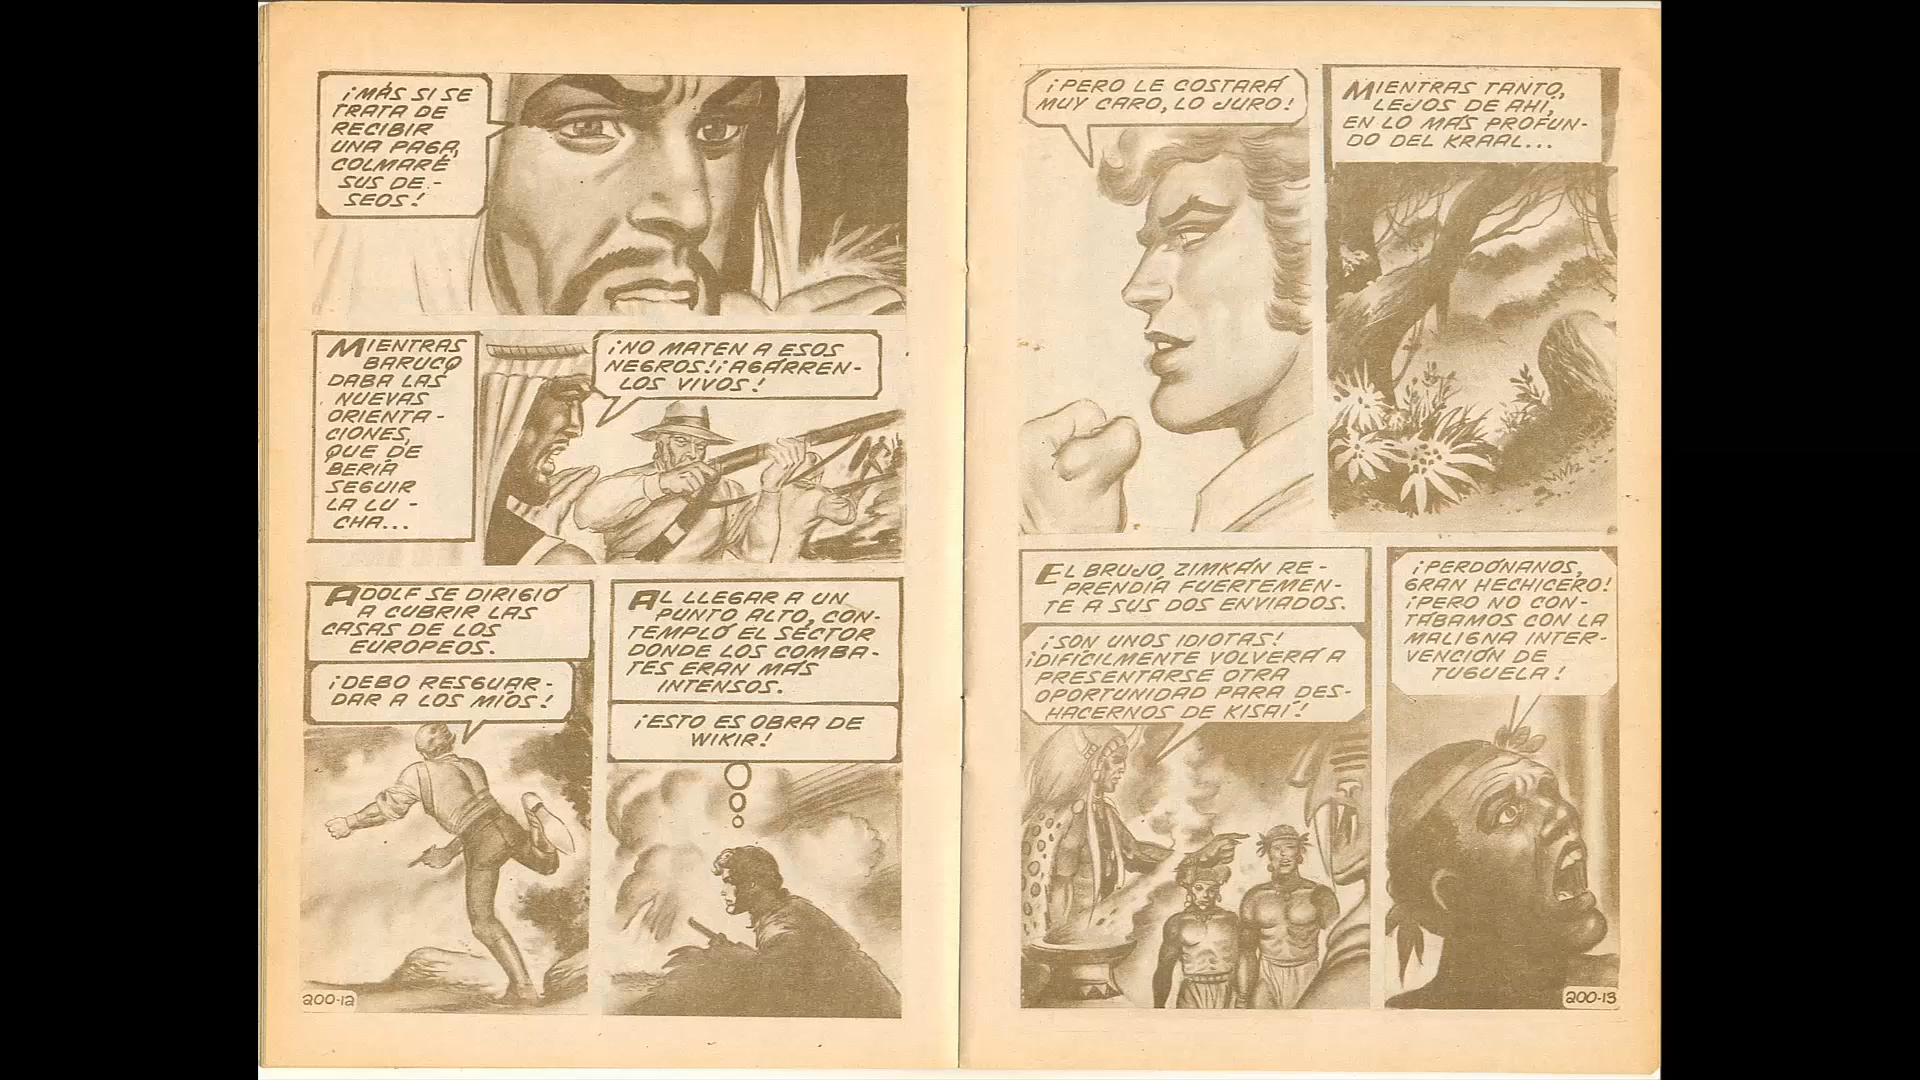 ¡MÁS SI SE
TRATA DE
RECIBIR
UNA PAGA,
COLMARÉ
SUS DE-
SEOS!
MIENTRAS
BARUCQ
DABA LAS
NUEVAS
ORIENTA-
CIONES,
QUE DE
BERÍA
SEGUIR
LA LU-
CHA...
¡NO MATEN A ESOS
NEGROS!¡AGÁRREN-
LOS VIVOS!
ADOLF SE DIRIGIÓ
A CUBRIR LAS
CASAS DE LOS
EUROPEOS.
¡DEBO RESGUAR-
DAR A LOS MÍOS!
AL LLEGAR A UN
PUNTO ALTO, CON-
TEMPLÓ EL SECTOR
DONDE LOS COMBA-
TES ERAN MÁS
INTENSOS.
¡ESTO ES OBRA DE
WIKIR!
200-12
¡PERO LE COSTARÁ
MUY CARO, LO JURO!
MIENTRAS TANTO,
LEJOS DE AHÍ,
EN LO MÁS PROFUN-
DO DEL KRAAL...
EL BRUJO, ZIMKÁN RE-
PRENDÍA FUERTEMEN-
TE A SUS DOS ENVIADOS.
¡SON UNOS IDIOTAS!
¡DIFÍCILMENTE VOLVERÁ A
PRESENTARSE OTRA
OPORTUNIDAD PARA DES-
HACERNOS DE KISAÍ!
¡PERDÓNANOS,
GRAN HECHICERO!
¡PERO NO CON-
TÁBAMOS CON LA
MALIGNA INTER-
VENCIÓN DE
TUGUELA!
200-13